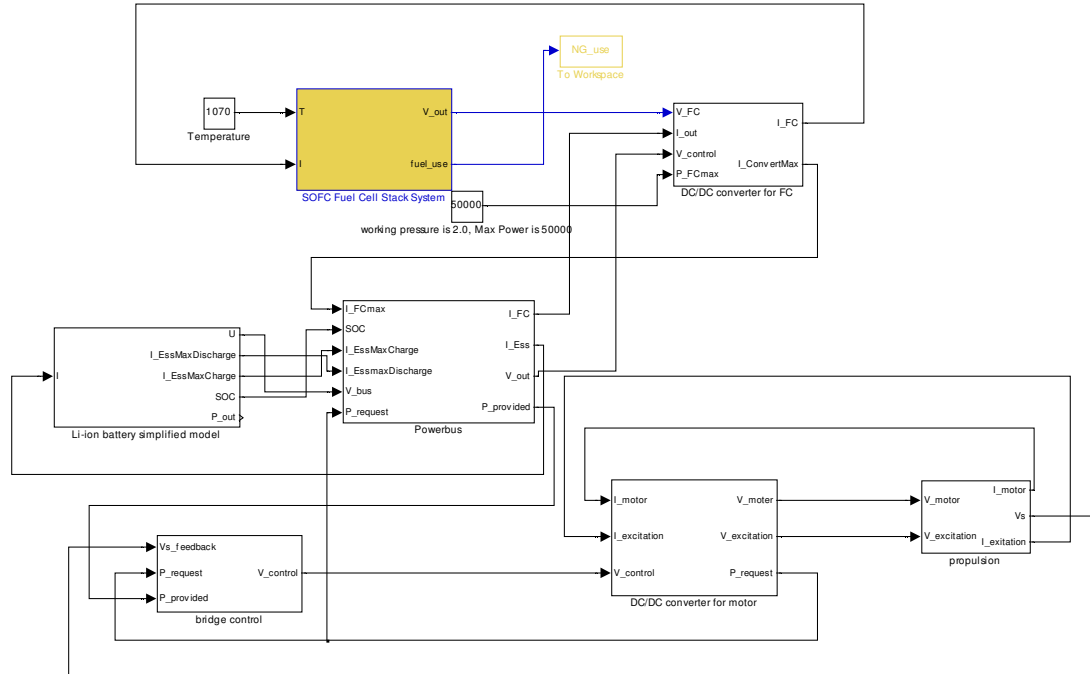 NG_use
To Workspace
1070
Temperature
T
I
V_out
fuel_use
SOFC Fuel Cell Stack System
50000
working pressure is 2.0, Max Power is 50000
V_FC
I_out
V_control
P_FCmax
I_FC
I_ConvertMax
DC/DC converter for FC
I
U
I_EssMaxDischarge
I_EssMaxCharge
SOC
P_out
Li-ion battery simplified model
I_FCmax
SOC
I_EssMaxCharge
I_EssmaxDischarge
V_bus
P_request
I_FC
I_Ess
V_out
P_provided
Powerbus
Vs_feedback
P_request
P_provided
V_control
bridge control
I_motor
I_excitation
V_control
V_moter
V_excitation
P_request
DC/DC converter for motor
V_motor
V_excitation
I_motor
Vs
I_exitation
propulsion